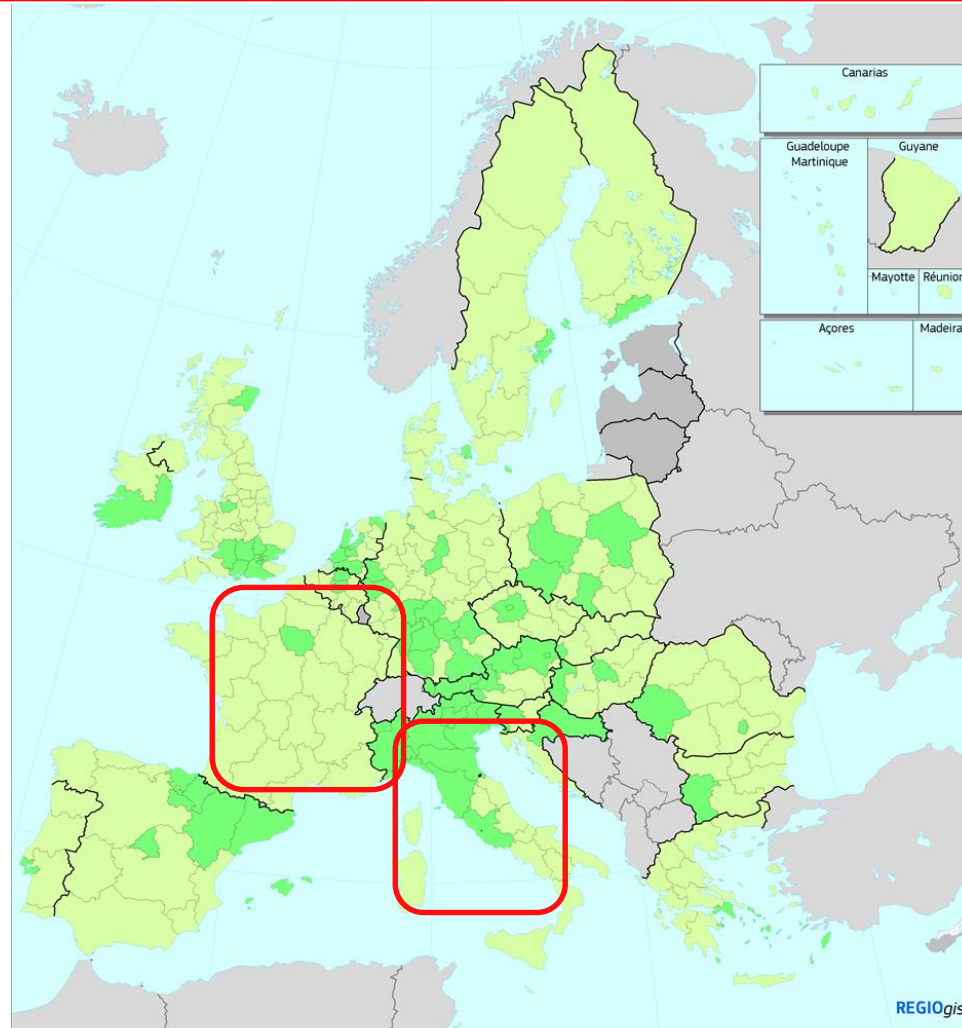 Canarias
Guadeloupe
Martinique
Guyane
Mayotte
Réunion
Açores
Madeira
REGIOgis